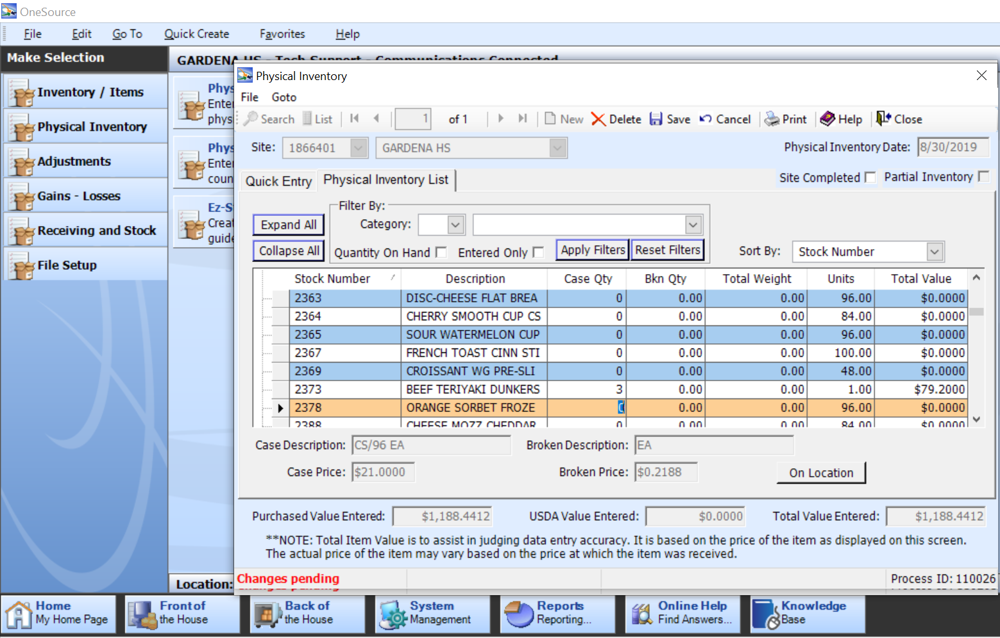 OneSource
File Edit Go To Quick Create Favorites Help
Make Selection
GARDENA HS - Tech Support - Communications Connected
Inventory / Items
Physical Inventory
Adjustments
Gains - Losses
Receiving and Stock
File Setup
Phys
Enter
phys
Phys
Enter
coun
Ez-S
Creat
guide
Physical Inventory
File Goto
Search List 1 of 1 New Delete Save Cancel Print Help Close
Site: 1866401 GARDENA HS Physical Inventory Date: 8/30/2019
Quick Entry Physical Inventory List Site Completed Partial Inventory
Filter By:
Expand All Category:
Collapse All Quantity On Hand Entered Only Apply Filters Reset Filters Sort By: Stock Number
Stock Number Description Case Qty Bkn Qty Total Weight Units Total Value
2363 DISC-CHEESE FLAT BREA 0 0.00 0.00 96.00 $0.0000
2364 CHERRY SMOOTH CUP CS 0 0.00 0.00 84.00 $0.0000
2365 SOUR WATERMELON CUP 0 0.00 0.00 96.00 $0.0000
2367 FRENCH TOAST CINN STI 0 0.00 0.00 100.00 $0.0000
2369 CROISSANT WG PRE-SLI 0 0.00 0.00 48.00 $0.0000
2373 BEEF TERIYAKI DUNKERS 3 0.00 0.00 1.00 $79.2000
2378 ORANGE SORBET FROZE 0 0.00 0.00 96.00 $0.0000
2388 CHEESE MOZZ CHEDDAR 0 0.00 0.00 84.00 $0.0000
Case Description: CS/96 EA Broken Description: EA
Case Price: $21.0000 Broken Price: $0.2188 On Location
Purchased Value Entered: $1,188.4412 USDA Value Entered: $0.0000 Total Value Entered: $1,188.4412
**NOTE: Total Item Value is to assist in judging data entry accuracy. It is based on the price of the item as displayed on this screen.
The actual price of the item may vary based on the price at which the item was received.
Changes pending Process ID: 110026
Location:
Home
My Home Page
Front of
the House
Back of
the House
System
Management
Reports
Reporting...
Online Help
Find Answers...
Knowledge
Base